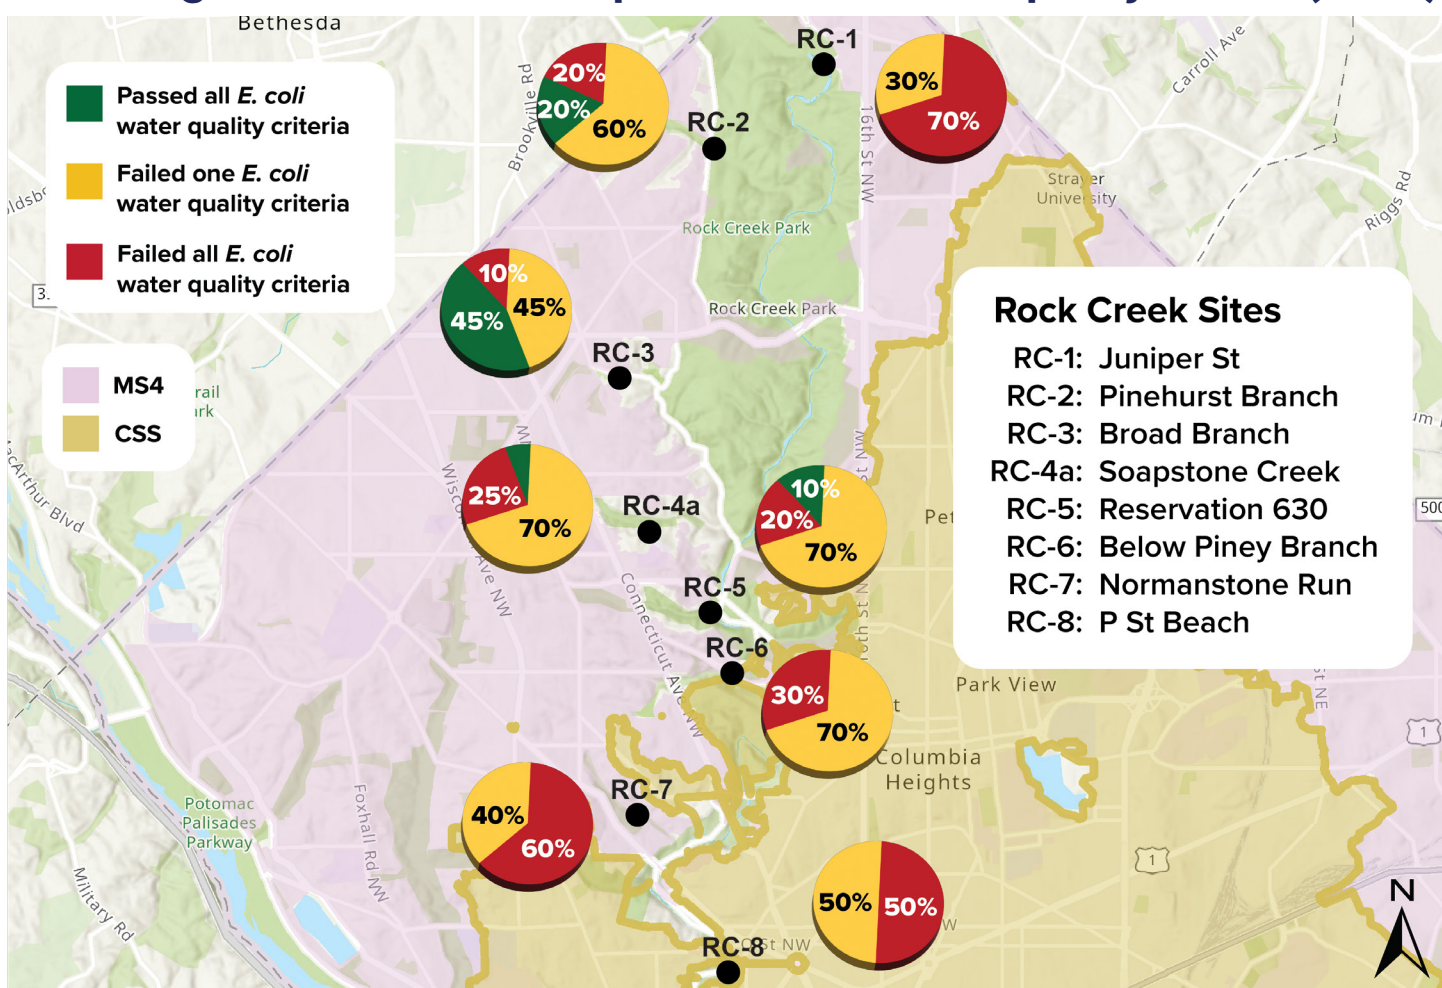 Bethesda
RC-1
Carroll Ave
Passed all E. coli
water quality criteria
Failed one E. coli
water quality criteria
Failed all E. coli
water quality criteria
20%
20%
60%
Brookville Rd
RC-2
30%
70%
16th St NW
Strayer
University
Riggs Rd
Rock Creek Park
Rock Creek Park
10%
45%
45%
RC-3
MS4
CSS
MacArthur Blvd
Rock Creek Sites
RC-1: Juniper St
RC-2: Pinehurst Branch
RC-3: Broad Branch
RC-4a: Soapstone Creek
RC-5: Reservation 630
RC-6: Below Piney Branch
RC-7: Normanstone Run
RC-8: P St Beach
25%
70%
RC-4a
10%
20%
70%
Connecticut Ave NW
RC-5
RC-6
30%
70%
Park View
Columbia
Heights
1
1
RC-7
40%
60%
Foxhall Rd NW
Potomac
Palisades
Parkway
Military Rd
50%
50%
RC-8
St NW
N